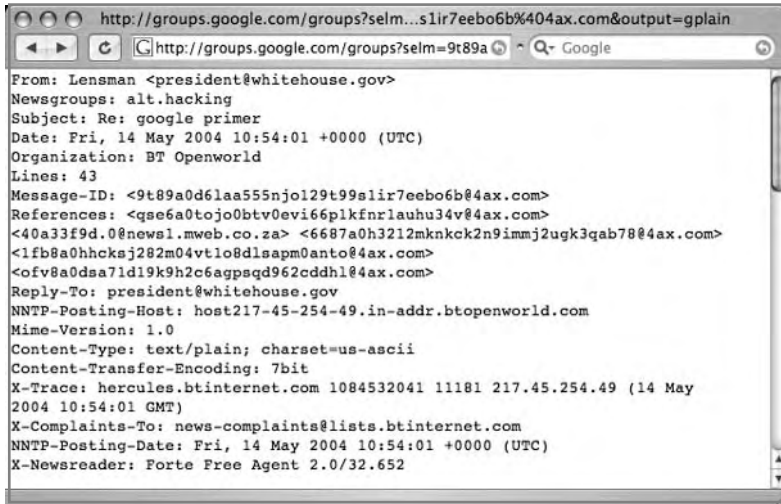 http://groups.google.com/groups?selm...s1ir7eebo6b%404ax.com&output=gplain
http://groups.google.com/groups?selm=9t89a Google
From: Lensman <president@whitehouse.gov>
Newsgroups: alt.hacking
Subject: Re: google primer
Date: Fri, 14 May 2004 10:54:01 +0000 (UTC)
Organization: BT Openworld
Lines: 43
Message-ID: <9t89a0d6laa555njol29t99slir7eebo6b@4ax.com>
References: <qse6a0tojo0btv0evi66plkfnrlauhu34v@4ax.com>
<40a33f9d.0@news1.mweb.co.za> <6687a0h3212mknkck2n9immj2ugk3qab78@4ax.com>
<1fb8a0hhcksj282m04vtlo8dlsapm0anto@4ax.com>
<ofv8a0dsa71d19k9h2c6agpsqd962cddhl@4ax.com>
Reply-To: president@whitehouse.gov
NNTP-Posting-Host: host217-45-254-49.in-addr.btopenworld.com
Mime-Version: 1.0
Content-Type: text/plain; charset=us-ascii
Content-Transfer-Encoding: 7bit
X-Trace: hercules.btinternet.com 1084532041 11181 217.45.254.49 (14 May
2004 10:54:01 GMT)
X-Complaints-To: news-complaints@lists.btinternet.com
NNTP-Posting-Date: Fri, 14 May 2004 10:54:01 +0000 (UTC)
X-Newsreader: Forte Free Agent 2.0/32.652